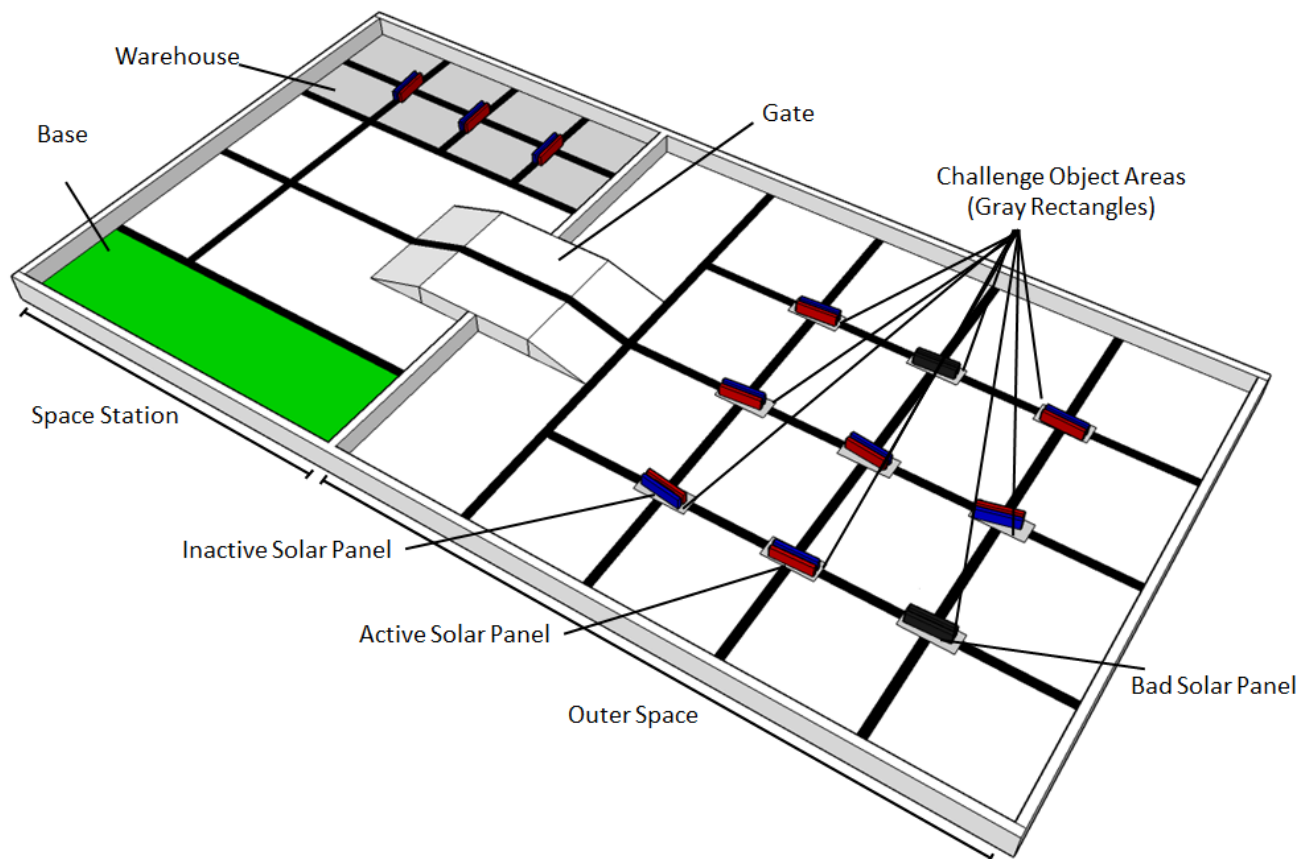 Warehouse
Gate
Base
Challenge Object Areas
(Gray Rectangles)
Space Station
Inactive Solar Panel
Active Solar Panel
Bad Solar Panel
Outer Space